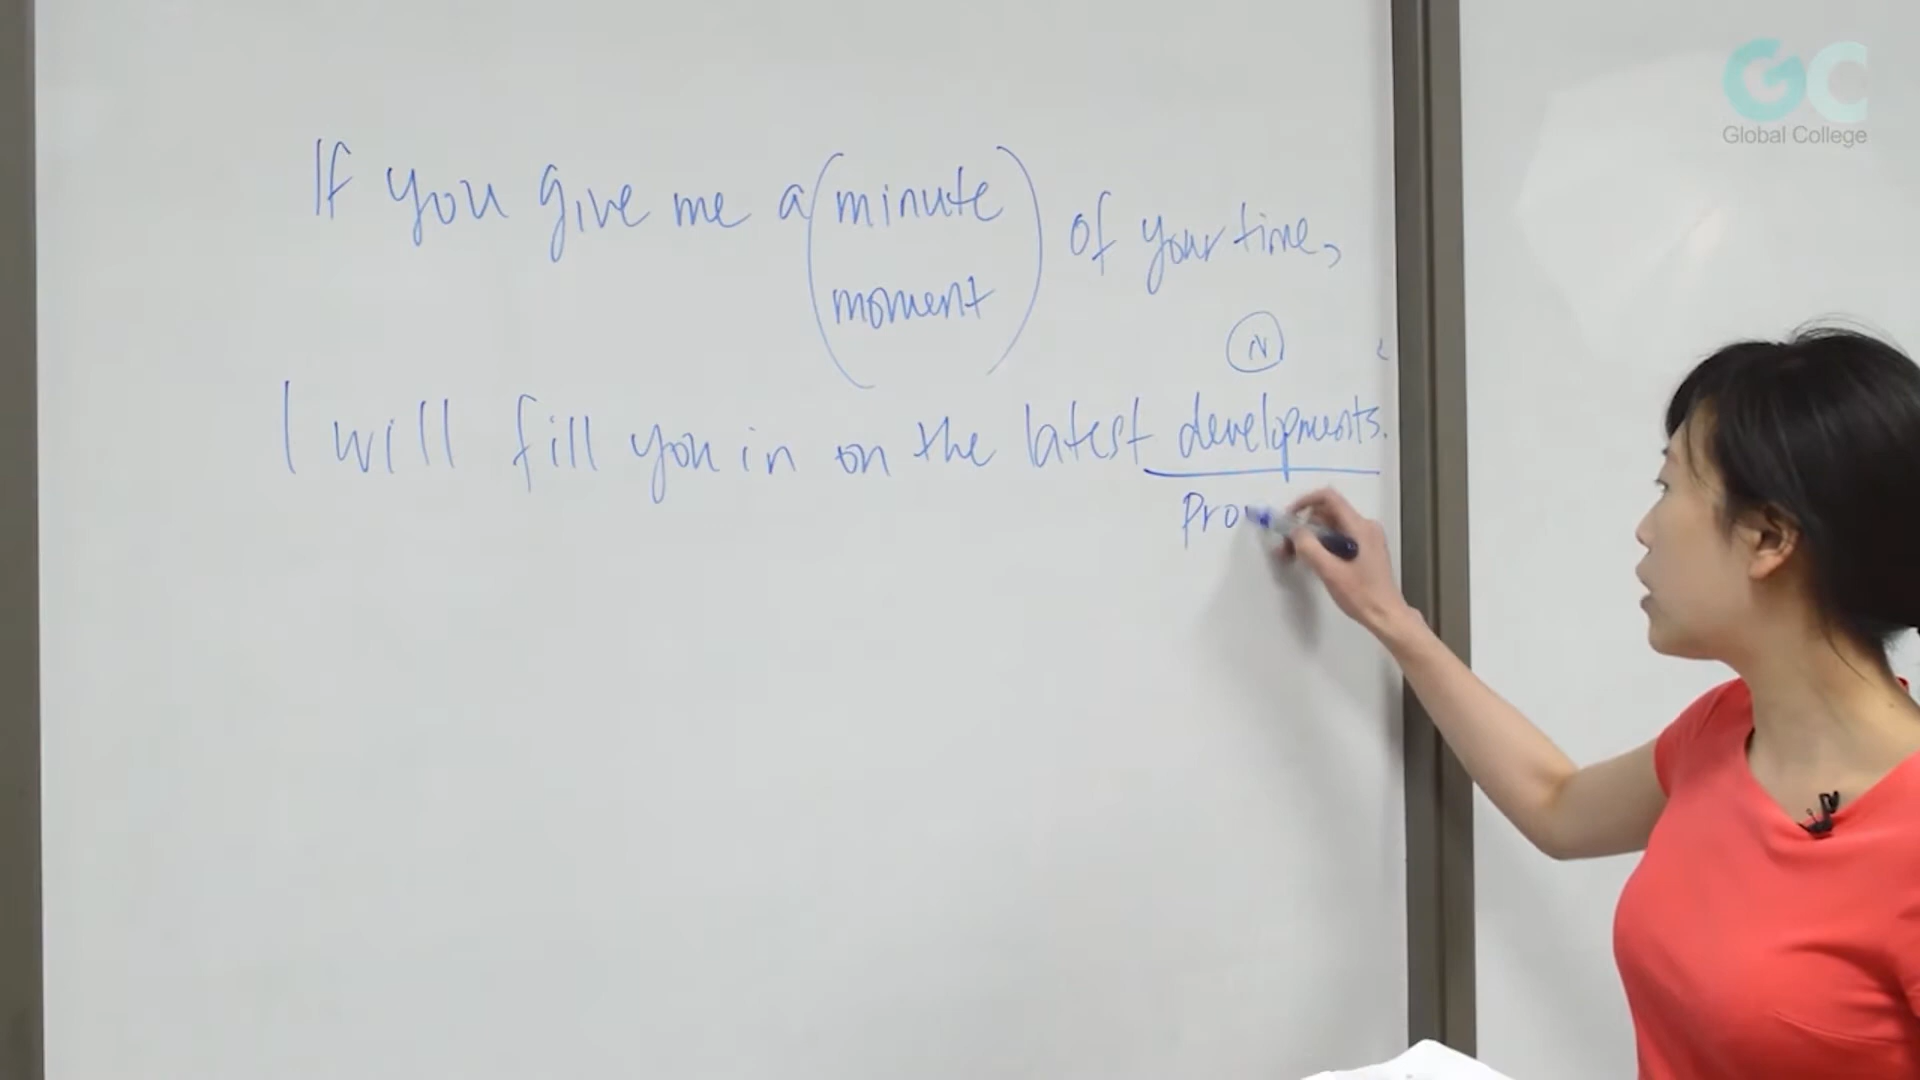 GC
Global College
If you give me a (minute) of your time,
moment
N
I will fill you in on the latest developments.
Pro